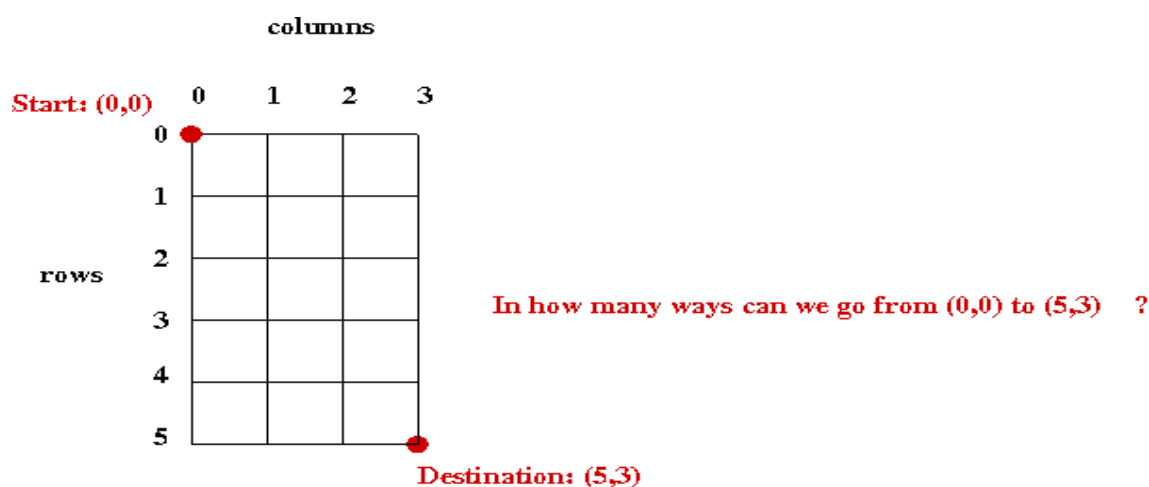 columns
Start: (0,0) 0 1 2 3
0
1
2
rows
3
4
5
In how many ways can we go from (0,0) to (5,3) ?
Destination: (5,3)